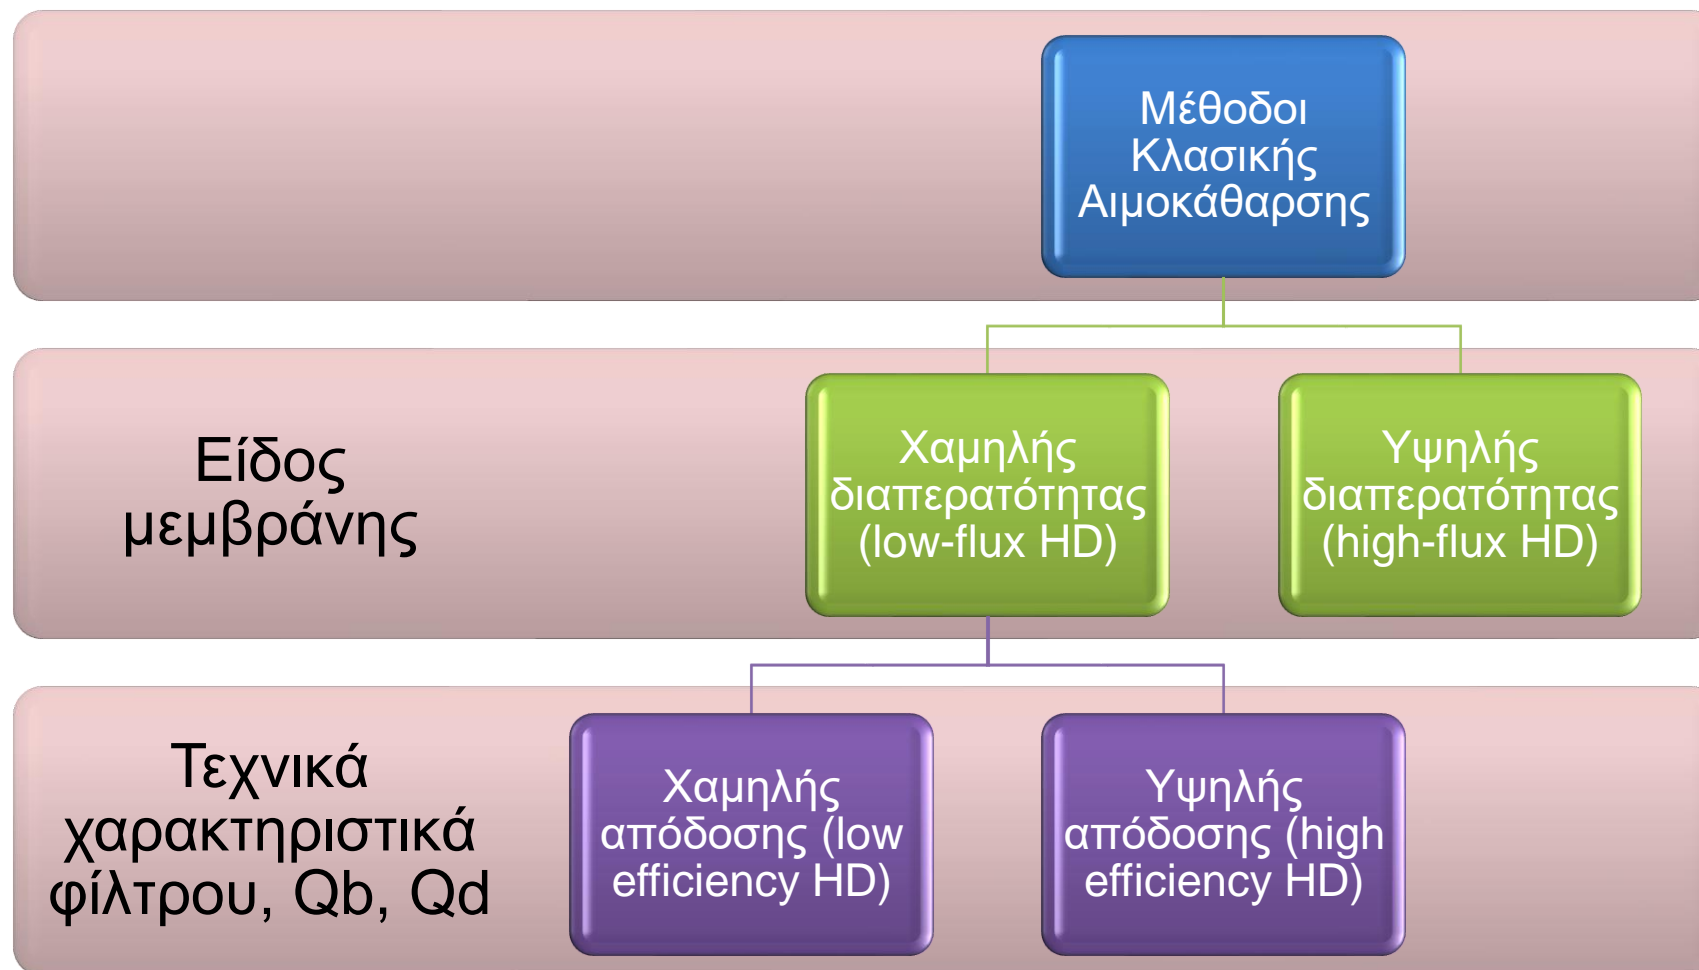 Μέθοδοι
Κλασικής
Αιμοκάθαρσης
Είδος
μεμβράνης
Χαμηλής
διαπερατότητας
(low-flux HD)
Υψηλής
διαπερατότητας
(high-flux HD)
Τεχνικά
χαρακτηριστικά
φίλτρου, Qb, Qd
Χαμηλής
απόδοσης (low
efficiency HD)
Υψηλής
απόδοσης (high
efficiency HD)